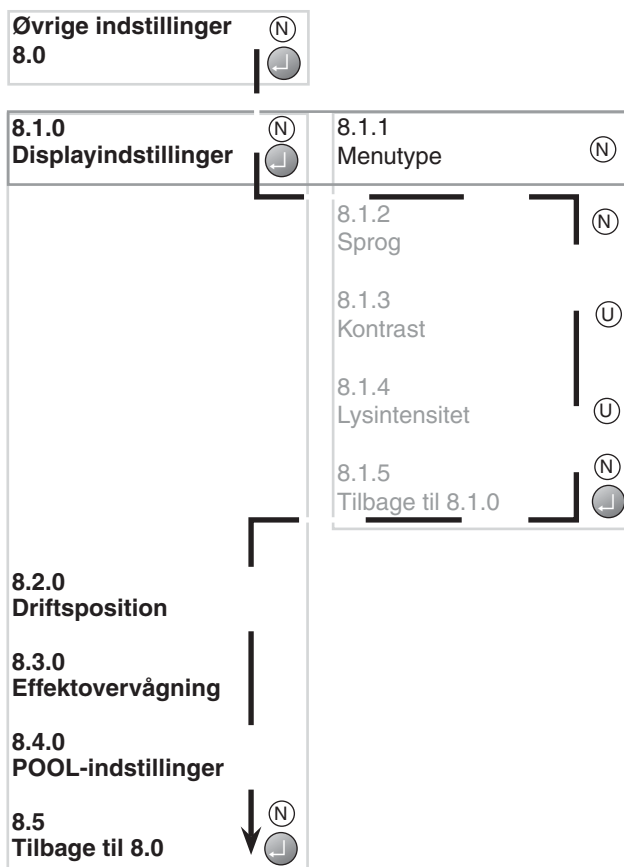 Øvrige indstillinger
N
8.0
8.1.0
N
Displayindstillinger
8.1.1
Menutype
N
8.1.2
Sprog
N
8.1.3
Kontrast
U
8.1.4
Lysintensitet
U
8.1.5
Tilbage til 8.1.0
N
8.2.0
Driftsposition
8.3.0
Effektovervågning
8.4.0
POOL-indstillinger
8.5
Tilbage til 8.0
N